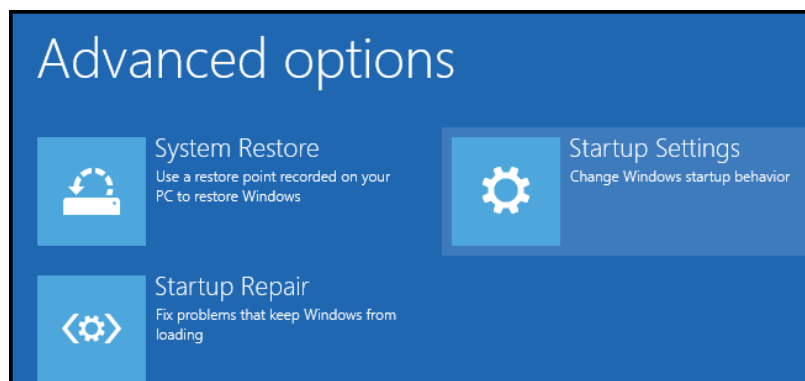 Advanced options
System Restore
Use a restore point recorded on your
PC to restore Windows
Startup Settings
Change Windows startup behavior
Startup Repair
Fix problems that keep Windows from
loading